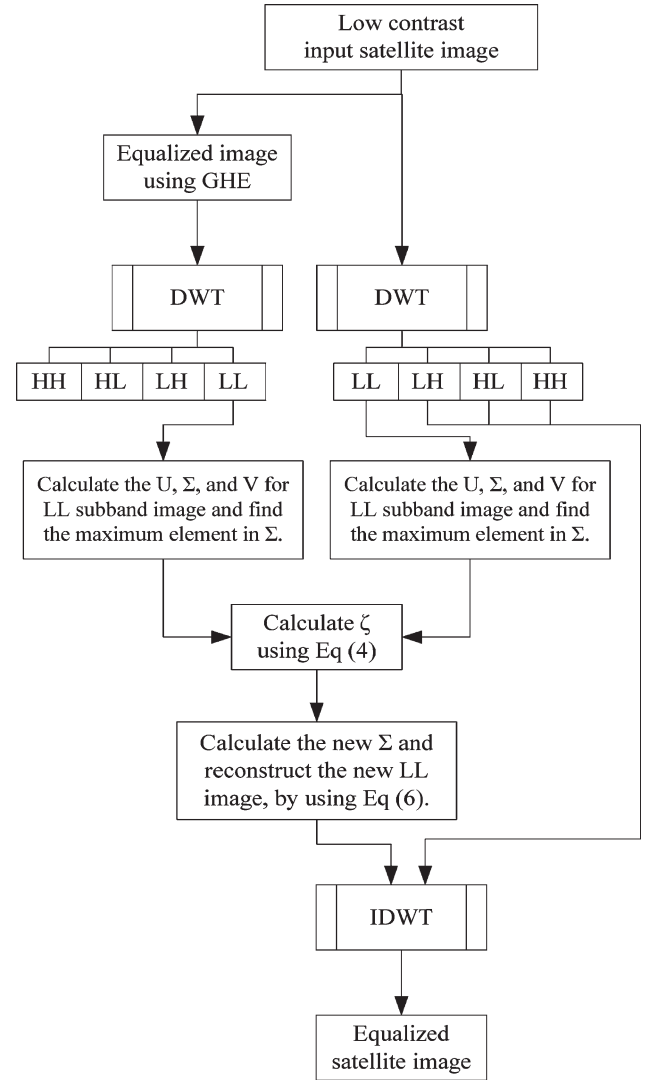 Low contrast
input satellite image
Equalized image
using GHE
DWT
DWT
HH HL LH LL
LL LH HL HH
Calculate the U, Σ, and V for
LL subband image and find
the maximum element in Σ.
Calculate the U, Σ, and V for
LL subband image and find
the maximum element in Σ.
Calculate ζ
using Eq (4)
Calculate the new Σ and
reconstruct the new LL
image, by using Eq (6).
IDWT
Equalized
satellite image